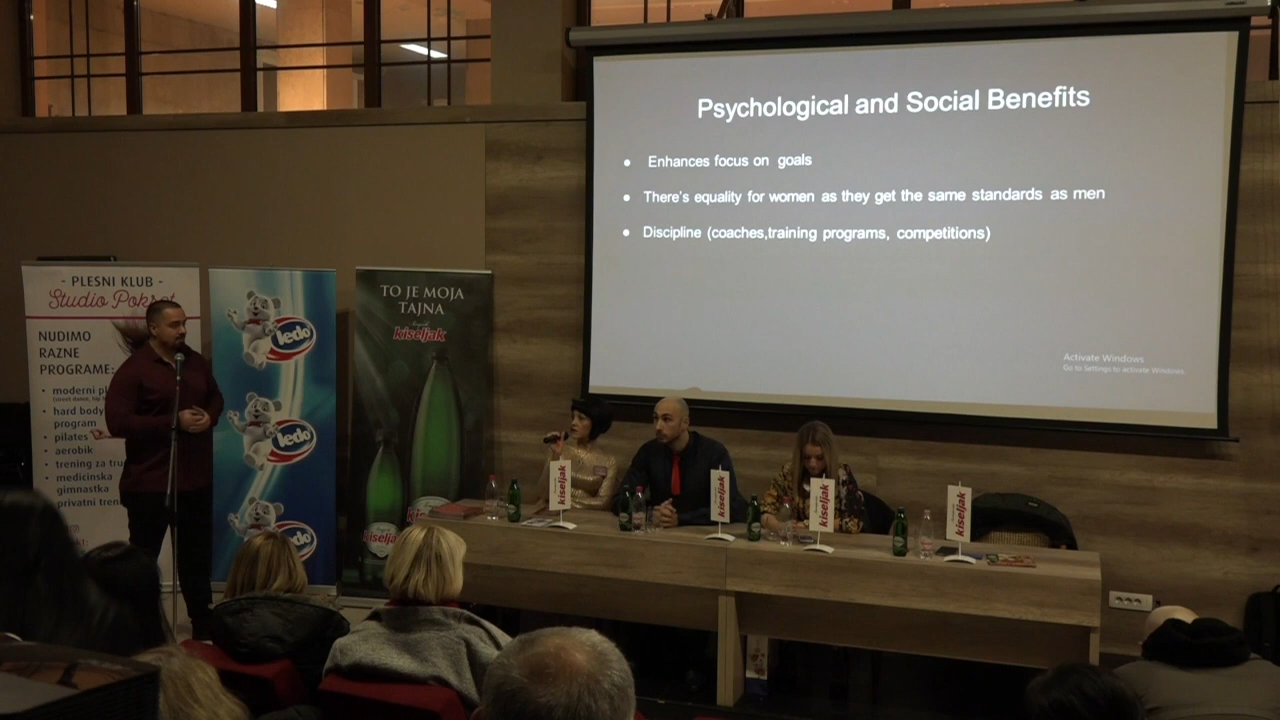 Psychological and Social Benefits
• Enhances focus on goals
• There's equality for women as they get the same standards as men
• Discipline (coaches,training programs, competitions)
Activate Windows
Go to Settings to activate Windows.
- PLESNI KLUB -
Studio Pokret
NUDIMO
RAZNE
PROGRAME:
• moderni
• hard body
program
• pilates
• aerobik
• trening za
• medicinska
gimnastka
privatni
ledo
ledo
ledo
TO JE MOJA
TAJNA
kiseljak
kiseljak
kiseljak
kiseljak
kiseljak
kiseljak